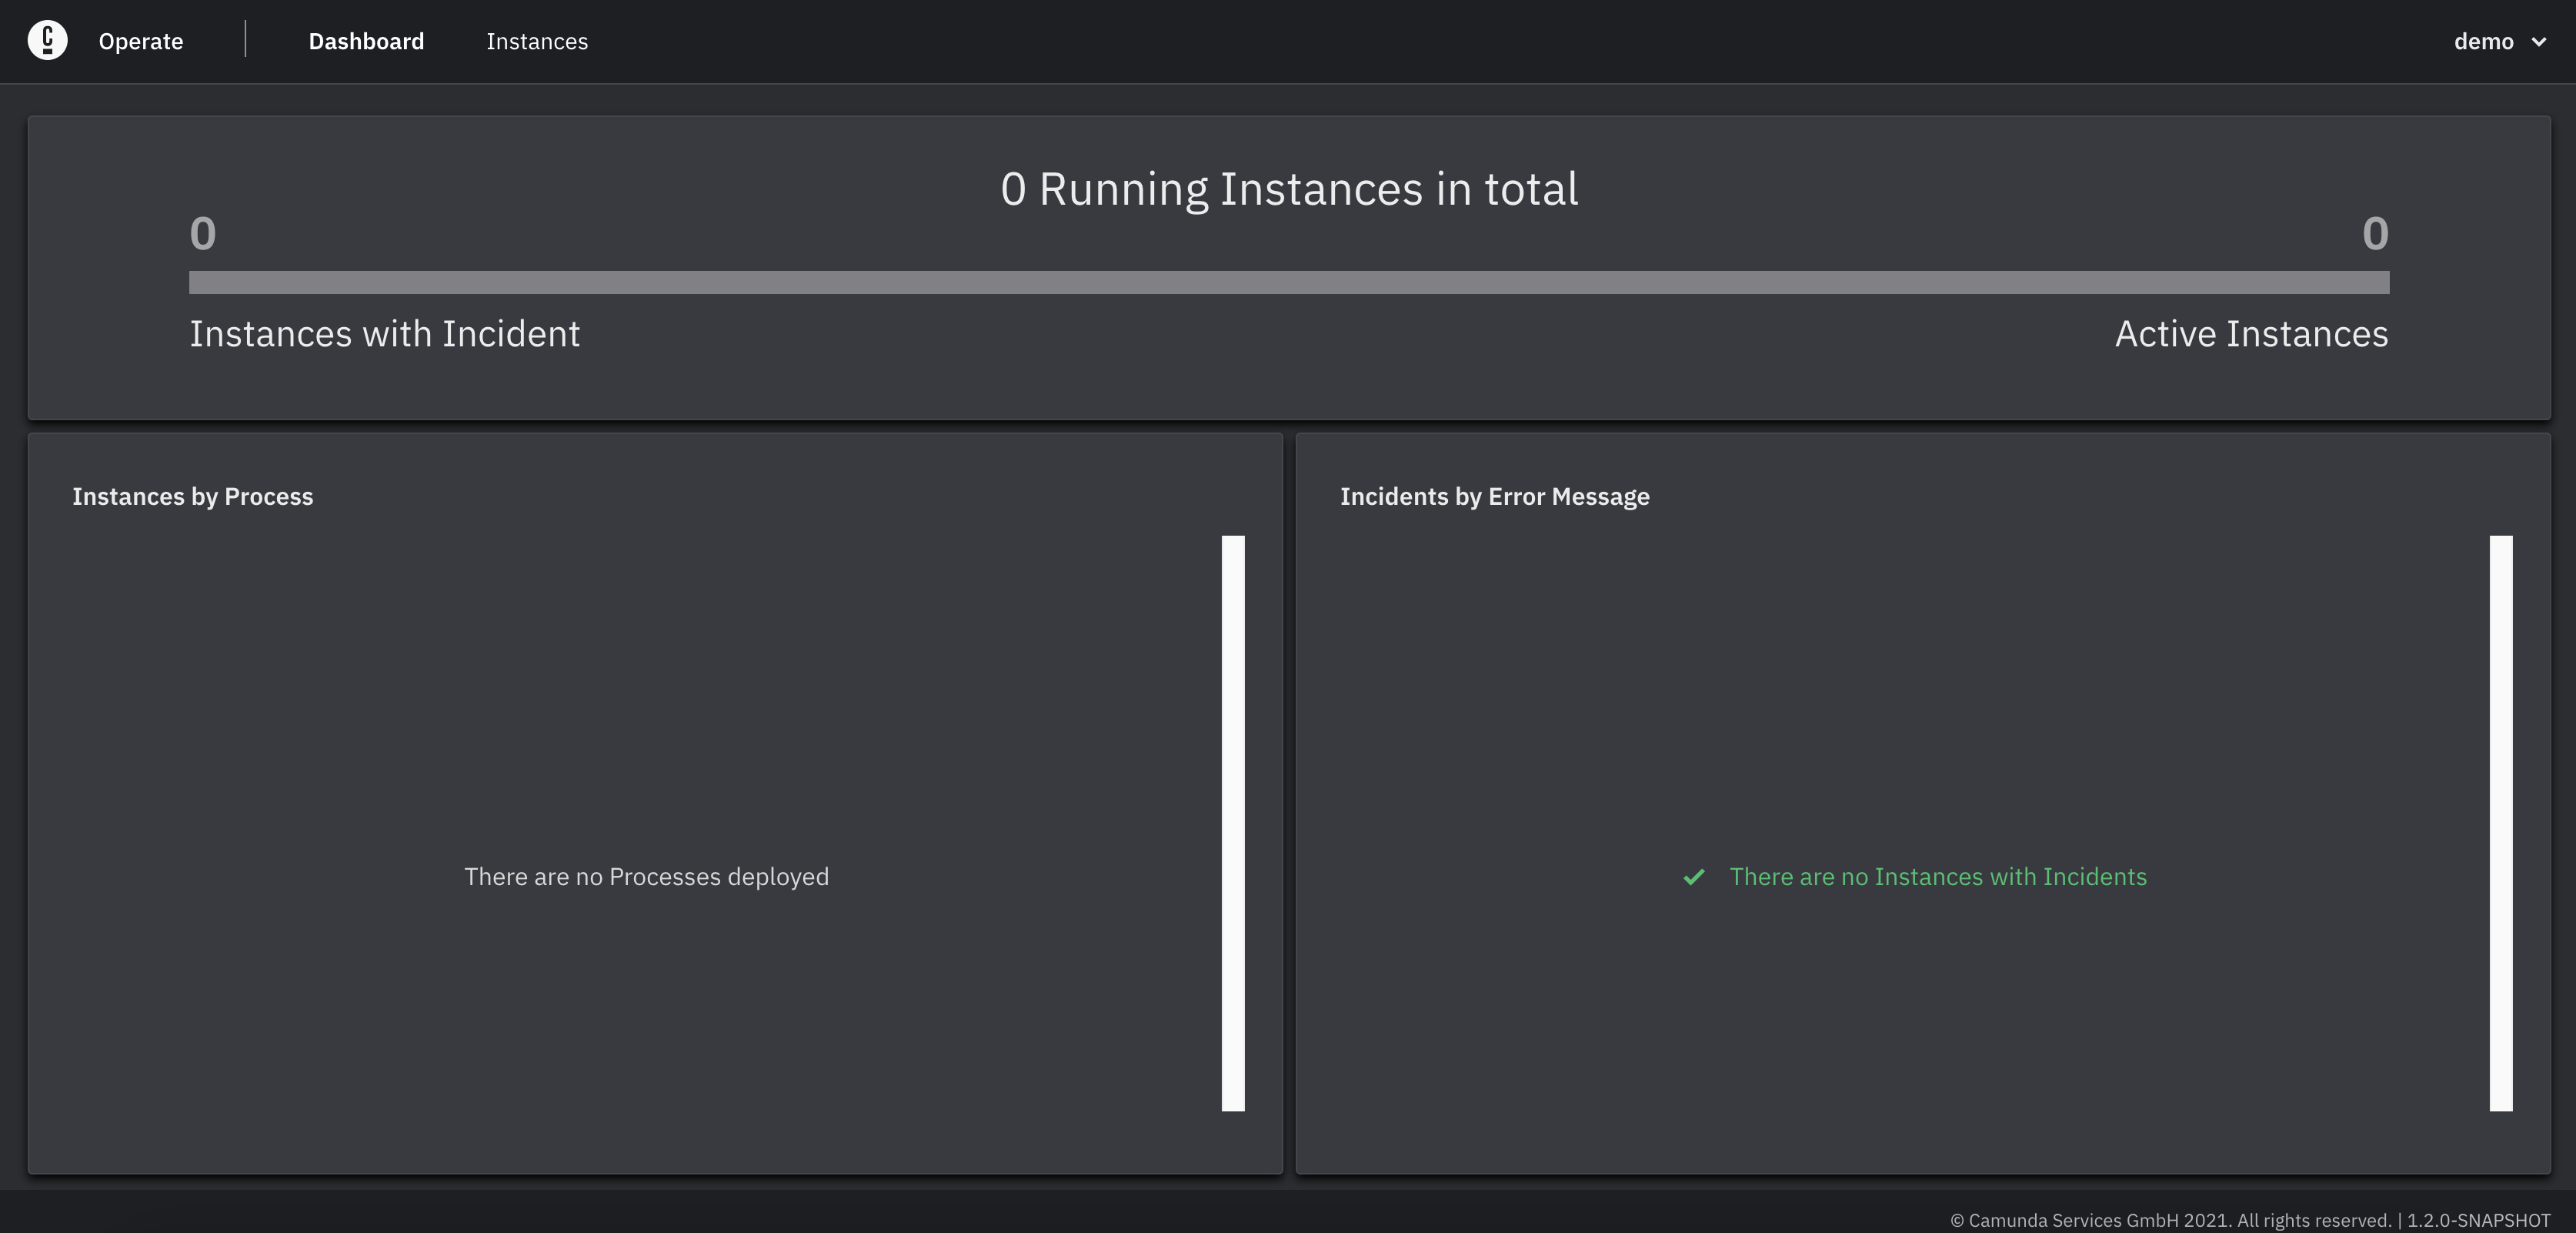 Operate
Dashboard
Instances
demo
0 Running Instances in total
0
0
Instances with Incident
Active Instances
Instances by Process
There are no Processes deployed
Incidents by Error Message
There are no Instances with Incidents
© Camunda Services GmbH 2021. All rights reserved. | 1.2.0-SNAPSHOT